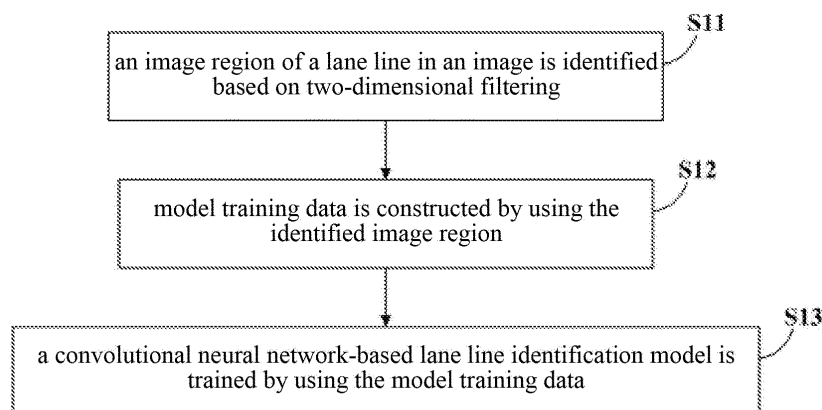 S11
an image region of a lane line in an image is identified
based on two-dimensional filtering
S12
model training data is constructed by using the
identified image region
S13
a convolutional neural network-based lane line identification model is
trained by using the model training data